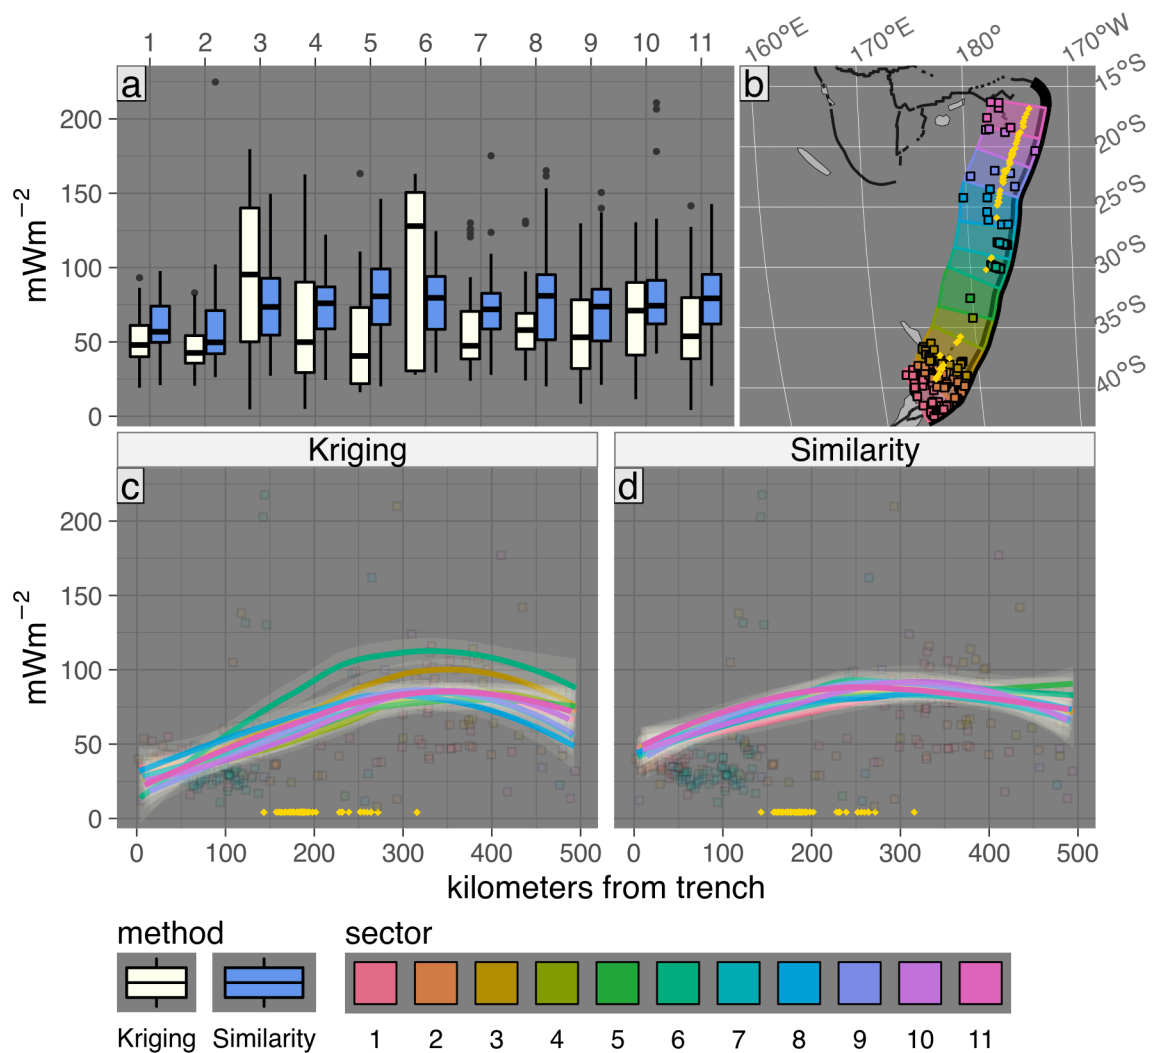 1 2 3 4 5 6 7 8 9 10 11
160°E 170°E 180° 170°W
a
b
15°S
20°S
25°S
30°S
35°S
40°S
mWm−2
200
150
100
50
0
Kriging
Similarity
c
d
mWm−2
200
150
100
50
0
0 100 200 300 400 500
0 100 200 300 400 500
kilometers from trench
method
sector
Kriging Similarity
1 2 3 4 5 6 7 8 9 10 11